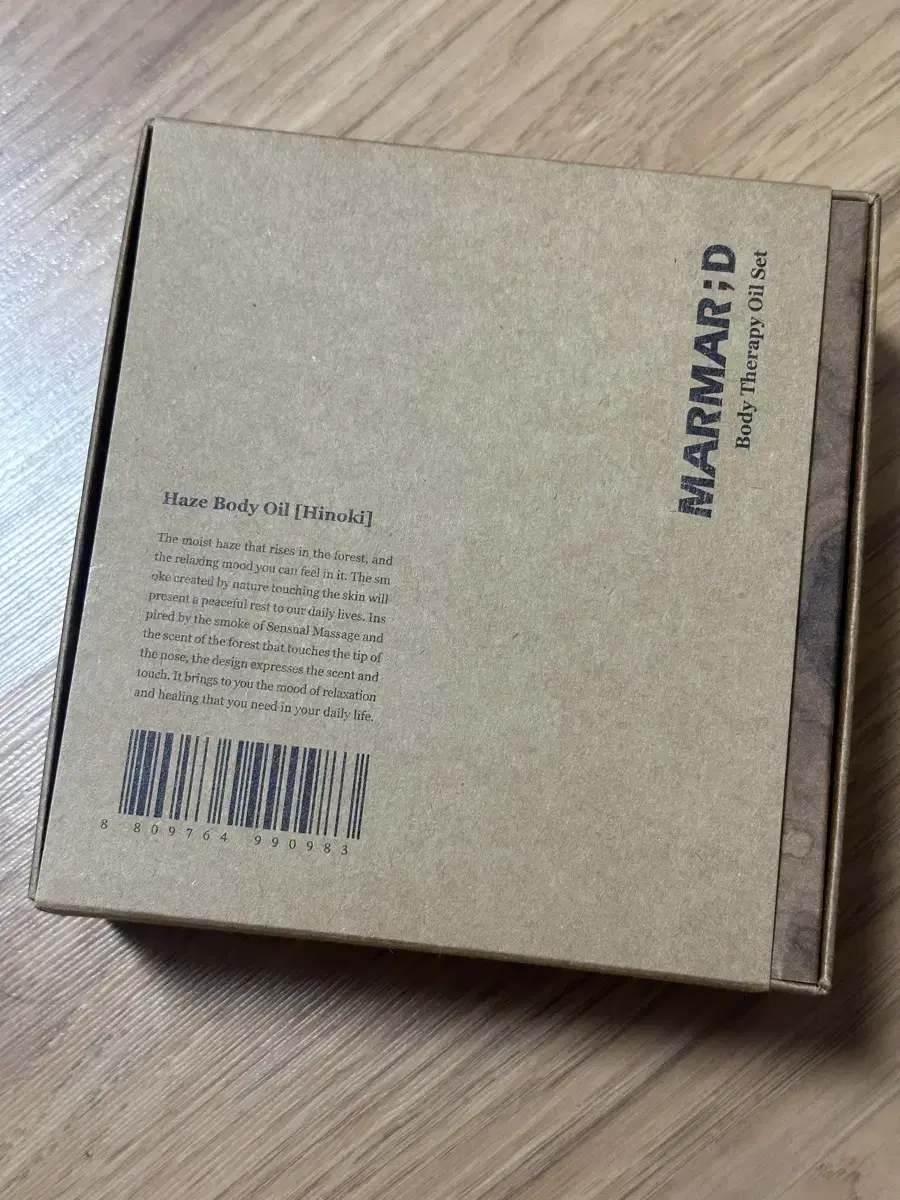 MARMAR;D
Body Therapy Oil Set
Haze Body Oil [Hinoki]
The moist haze that rises in the forest, and
the relaxing mood you can feel in it. The sm
oke created by nature touching the skin will
present a peaceful rest to our daily lives. Ins
pired by the smoke of Sensual Massage and
the scent of the forest that touches the tip of
the nose, the design expresses the scent and
touch. It brings to you the mood of relaxation
and healing that you need in your daily life.
8 809764 990983